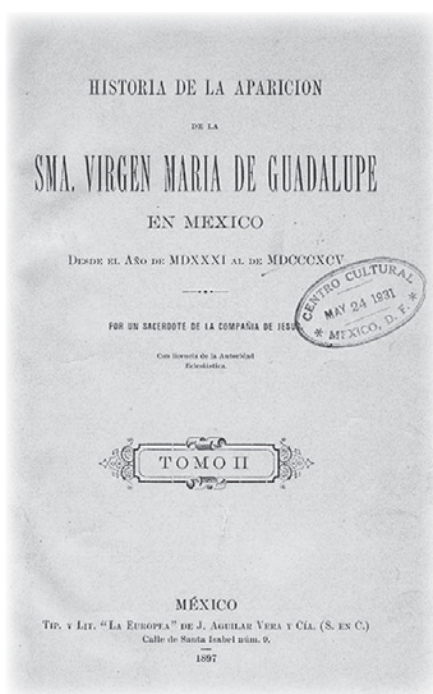 HISTORIA DE LA APARICION
DE LA
SMA. VIRGEN MARIA DE GUADALUPE
EN MEXICO
DESDE EL AÑO DE MDXXXI AL DE MDCCCXCV
POR UN SACERDOTE DE LA COMPAÑIA DE JESUS
Con licencia de la Autoridad
Eclesiástica.
CENTRO CULTURAL
MAY 24 1931
* MEXICO, D. F. *
TOMO II
MÉXICO
TIP. Y LIT. “LA EUROPEA” DE J. AGUILAR VERA Y CÍA. (S. EN C.)
Calle de Santa Isabel núm. 9.
1897